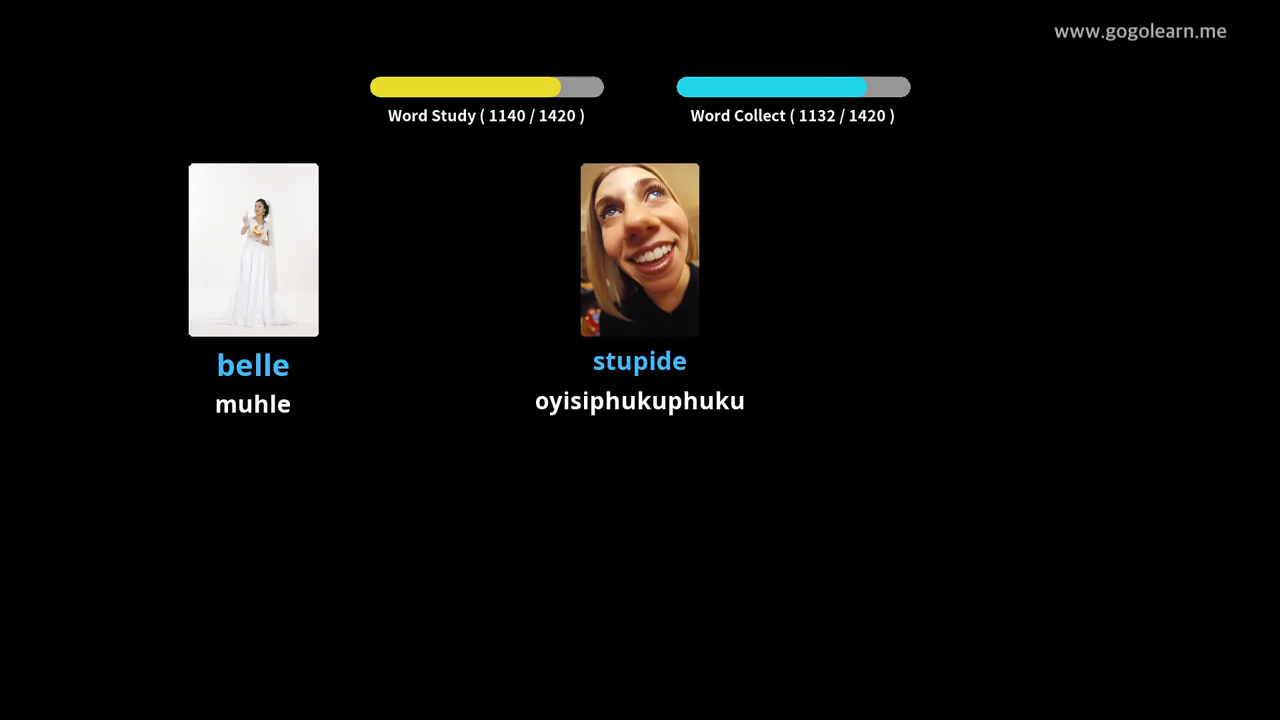 www.gogolearn.me
Word Study ( 1140 / 1420 )
Word Collect ( 1132 / 1420 )
belle
muhle
stupide
oyisiphukuphuku